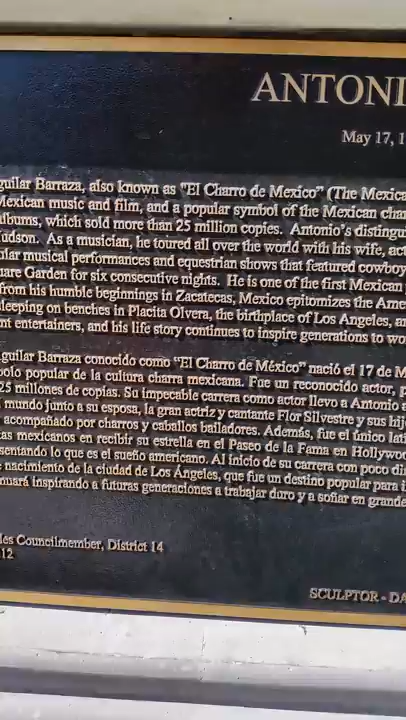 ANTONI
May 17, 1
guilar Barraza, also known as "El Charro de Mexico" (The Mexica
Mexican music and film, and a popular symbol of the Mexican char
albums, which sold more than 25 million copies. Antonio's distingu
udson. As a musician, he toured all over the world with his wife, act
ular musical performances and equestrian shows that featured cowboy
uare Garden for six consecutive nights. He is one of the first Mexican
from his humble beginnings in Zacatecas, Mexico epitomizes the Ame
sleeping on benches in Placita Olvera, the birthplace of Los Angeles, an
nt entertainers, and his life story continues to inspire generations to wo
guilar Barraza conocido como "El Charro de México" nació el 17 de M
bolo popular de la cultura charra mexicana. Fue un reconocido actor, p
25 millones de copias. Su impecable carrera como actor llevo a Antonio a
l mundo junto a su esposa, la gran actriz y cantante Flor Silvestre y sus hij
acompañado por charros y caballos bailadores. Además, fue el único lati
cas mexicanos en recibir su estrella en el Paseo de la Fama en Hollywoo
sentando lo que es el sueño americano. Al inicio de su carrera con poco din
e nacimiento de la ciudad de Los Ángeles, que fue un destino popular para i
nuará inspirando a futuras generaciones a trabajar duro y a soñar en grande
les Councilmember, District 14
12
SCULPTOR - DA